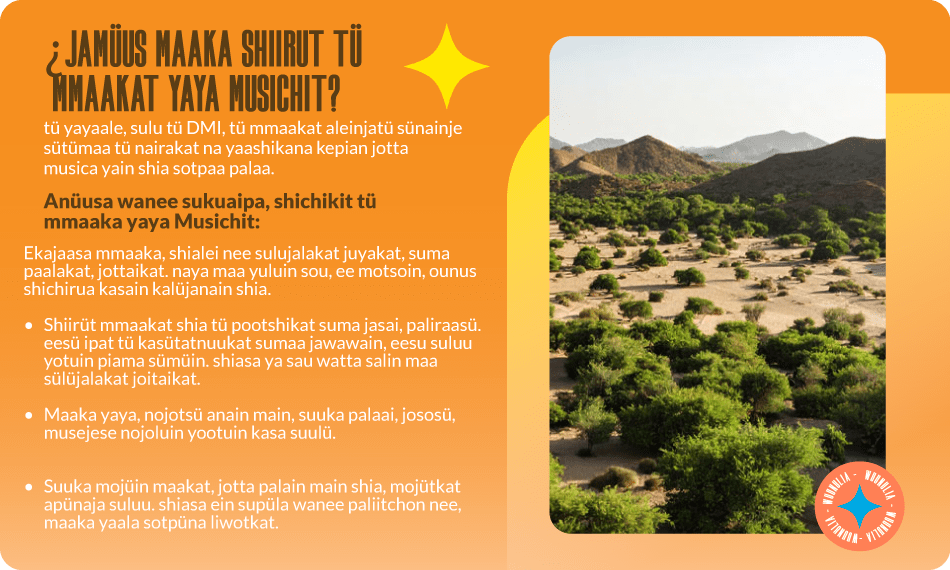 ¿JAMÜUS MAAKA SHIIRUT TÜ
MMAAKAT YAYA MUSICHIT?
tü yayaale, sulu tü DMI, tü mmaakat aleinjatü sünainje
sütümaa tü nairakat na yaashikana kepian jotta
musica yain shia sotpaa palaa.
Anüusa wanee sukuaipa, shichikit tü
mmaaka yaya Musichit:
Ekajaasa mmaaka, shialei nee sulujalakat juyakat, suma
paalakat, jottaikat. naya maa yuluin sou, ee motsoin, ounus
shichirua kasain kalüjanain shia.
• Shiirüt mmaakat shia tü pootshikat suma jasai, paliraasü.
eesü ipat tü kasütatnuukat sumaa jawawain, eesu suluu
yotuin piama sümüin. shiasa ya sau watta salin maa
sülüjalakat joitaikat.
• Maaka yaya, nojotsü anain main, suuka palaai, jososü,
musejese nojoluin yootuin kasa suulü.
• Suuka mojüin maakat, jotta palain main shia, mojütkat
apünaja suluu. shiasa ein supüla wanee paliitchon nee,
maaka yaala sotpüna liwotkat.
WOUNULIA - WOUNULIA - WOUNULIA - WOUNULIA -